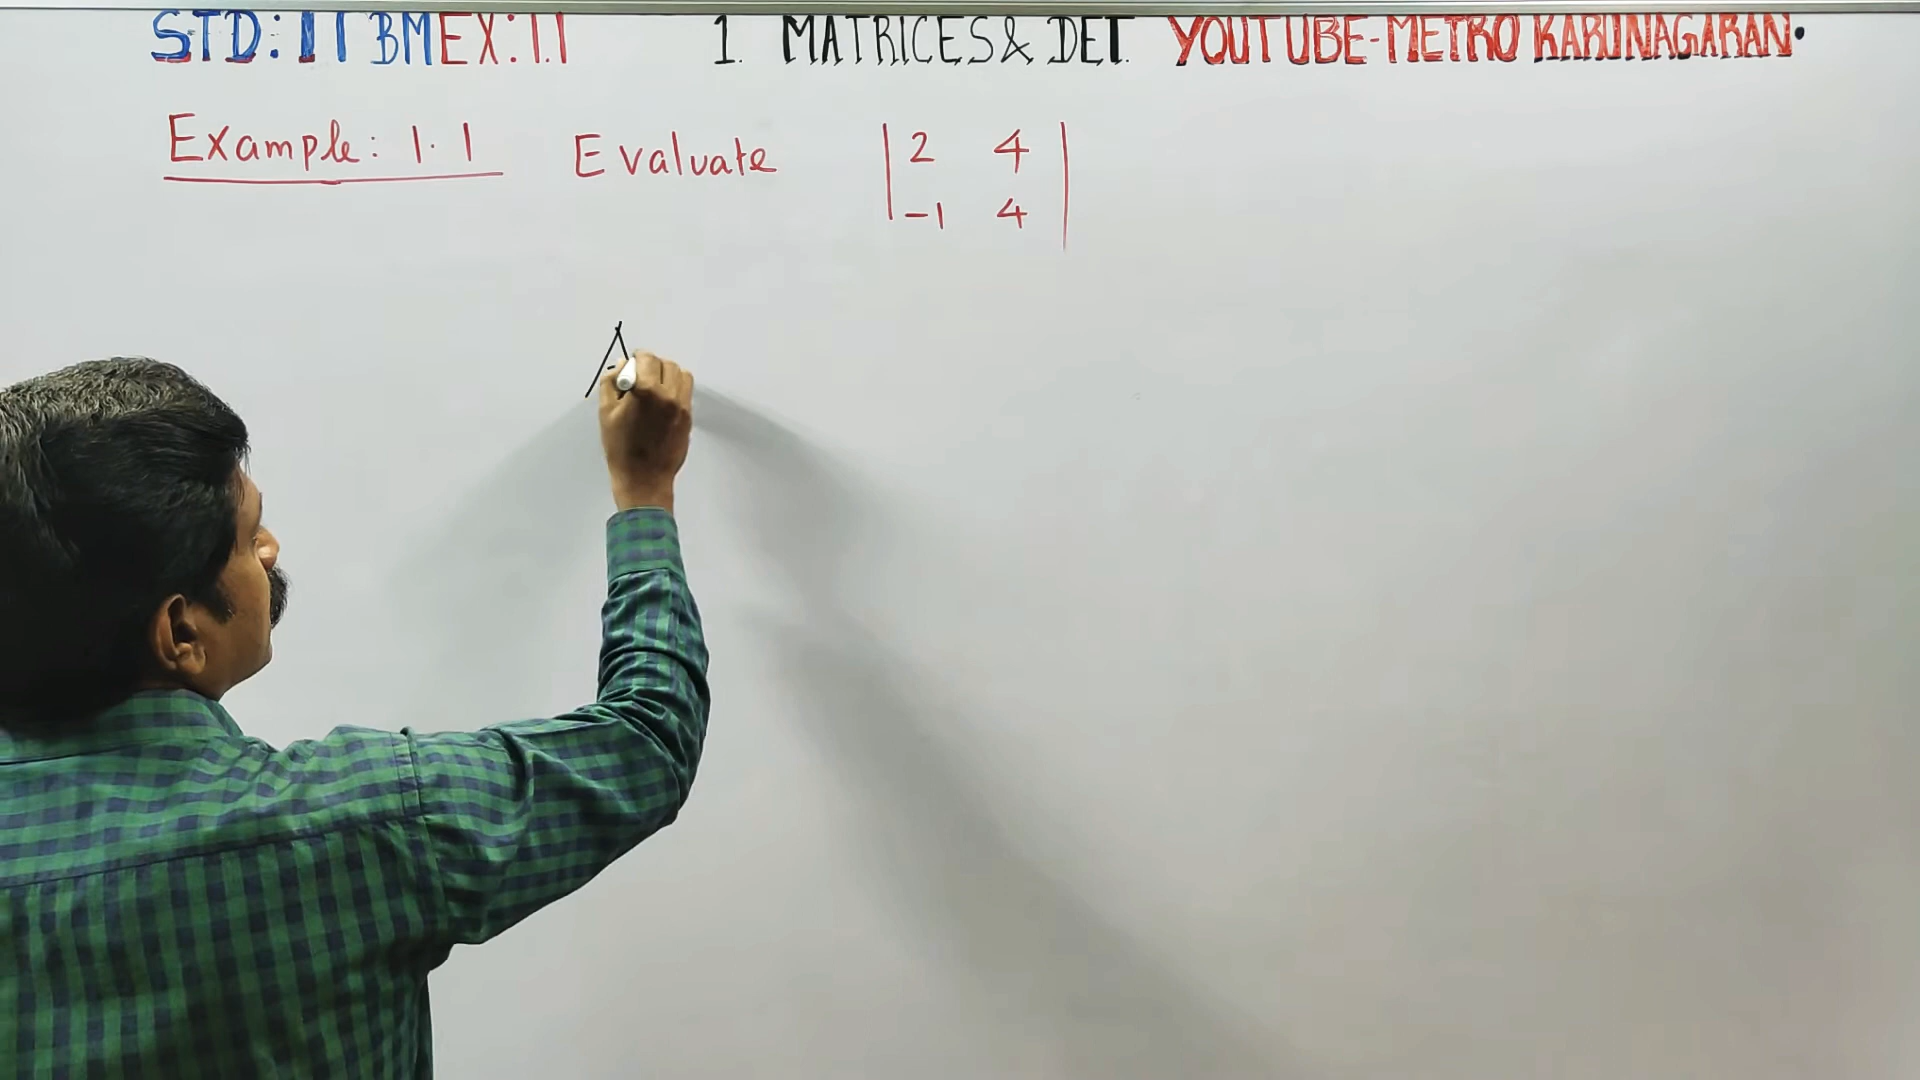 STD: 11 BM EX: 1.1 1. MATRICES & DET. YOUTUBE-METRO KARUNAGARAN.
Example: 1.1 Evaluate | 2 4 |
| -1 4 |
A